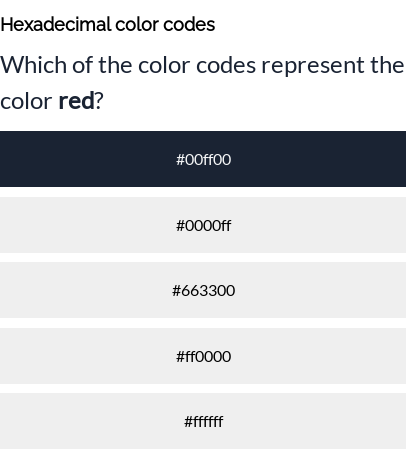 Hexadecimal color codes
Which of the color codes represent the
color red?
#00ff00
#0000ff
#663300
#ff0000
#ffffff